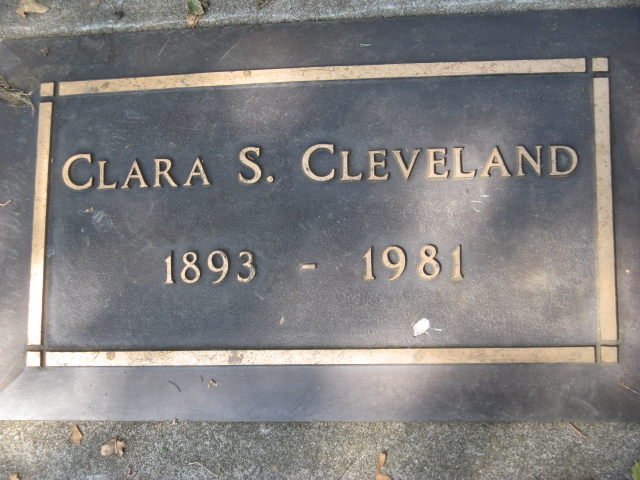 CLARA S. CLEVELAND
1893 - 1981